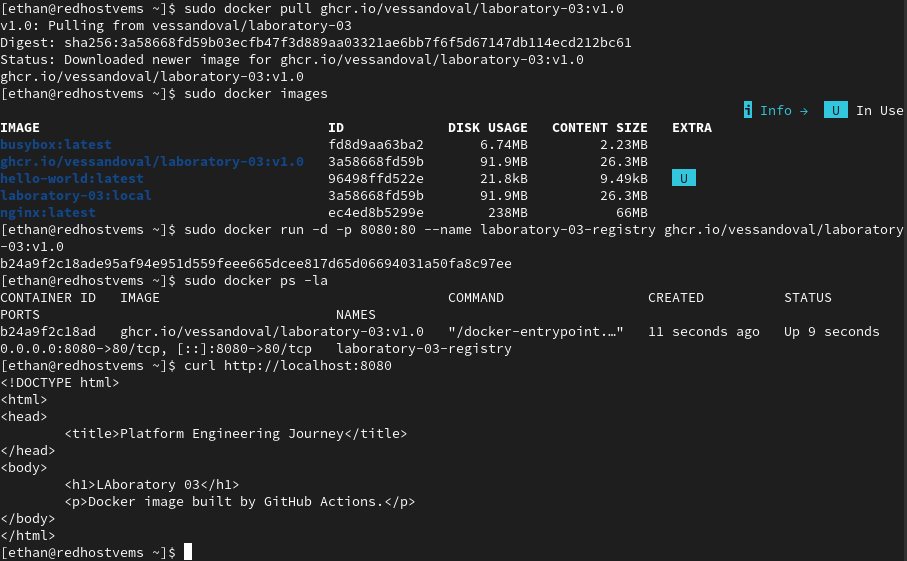 [ethan@redhostvems ~]$ sudo docker pull ghcr.io/vessandoval/laboratory-03:v1.0
v1.0: Pulling from vessandoval/laboratory-03
Digest: sha256:3a58668fd59b03ecfb47f3d889aa03321ae6bb7f6f5d67147db114ecd212bc61
Status: Downloaded newer image for ghcr.io/vessandoval/laboratory-03:v1.0
ghcr.io/vessandoval/laboratory-03:v1.0
[ethan@redhostvems ~]$ sudo docker images
i Info → U In Use
IMAGE ID DISK USAGE CONTENT SIZE EXTRA
busybox:latest fd8d9aa63ba2 6.74MB 2.23MB
ghcr.io/vessandoval/laboratory-03:v1.0 3a58668fd59b 91.9MB 26.3MB
hello-world:latest 96498ffd522e 21.8kB 9.49kB U
laboratory-03:local 3a58668fd59b 91.9MB 26.3MB
nginx:latest ec4ed8b5299e 238MB 66MB
[ethan@redhostvems ~]$ sudo docker run -d -p 8080:80 --name laboratory-03-registry ghcr.io/vessandoval/laboratory
-03:v1.0
b24a9f2c18ade95af94e951d559feee665dcee817d65d06694031a50fa8c97ee
[ethan@redhostvems ~]$ sudo docker ps -la
CONTAINER ID IMAGE COMMAND CREATED STATUS
PORTS NAMES
b24a9f2c18ad ghcr.io/vessandoval/laboratory-03:v1.0 "/docker-entrypoint.…" 11 seconds ago Up 9 seconds
0.0.0.0:8080->80/tcp, [::]:8080->80/tcp laboratory-03-registry
[ethan@redhostvems ~]$ curl http://localhost:8080
<!DOCTYPE html>
<html>
<head>
<title>Platform Engineering Journey</title>
</head>
<body>
<h1>LAboratory 03</h1>
<p>Docker image built by GitHub Actions.</p>
</body>
</html>
[ethan@redhostvems ~]$